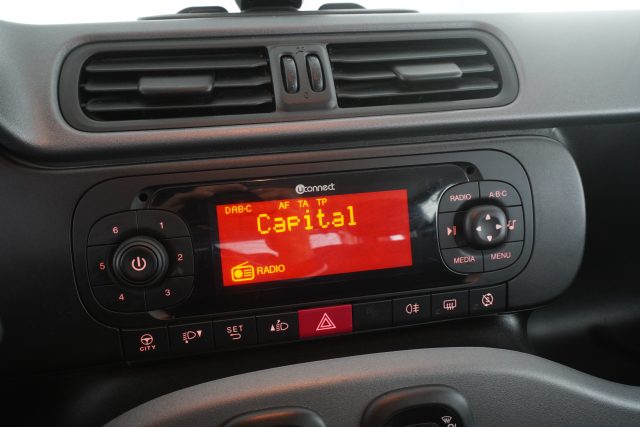 uconnect
DAB-C AF TA TP
Capital
RADIO
6 1
5 2
4 3
RADIO A·B·C
MEDIA MENU
CITY
SET